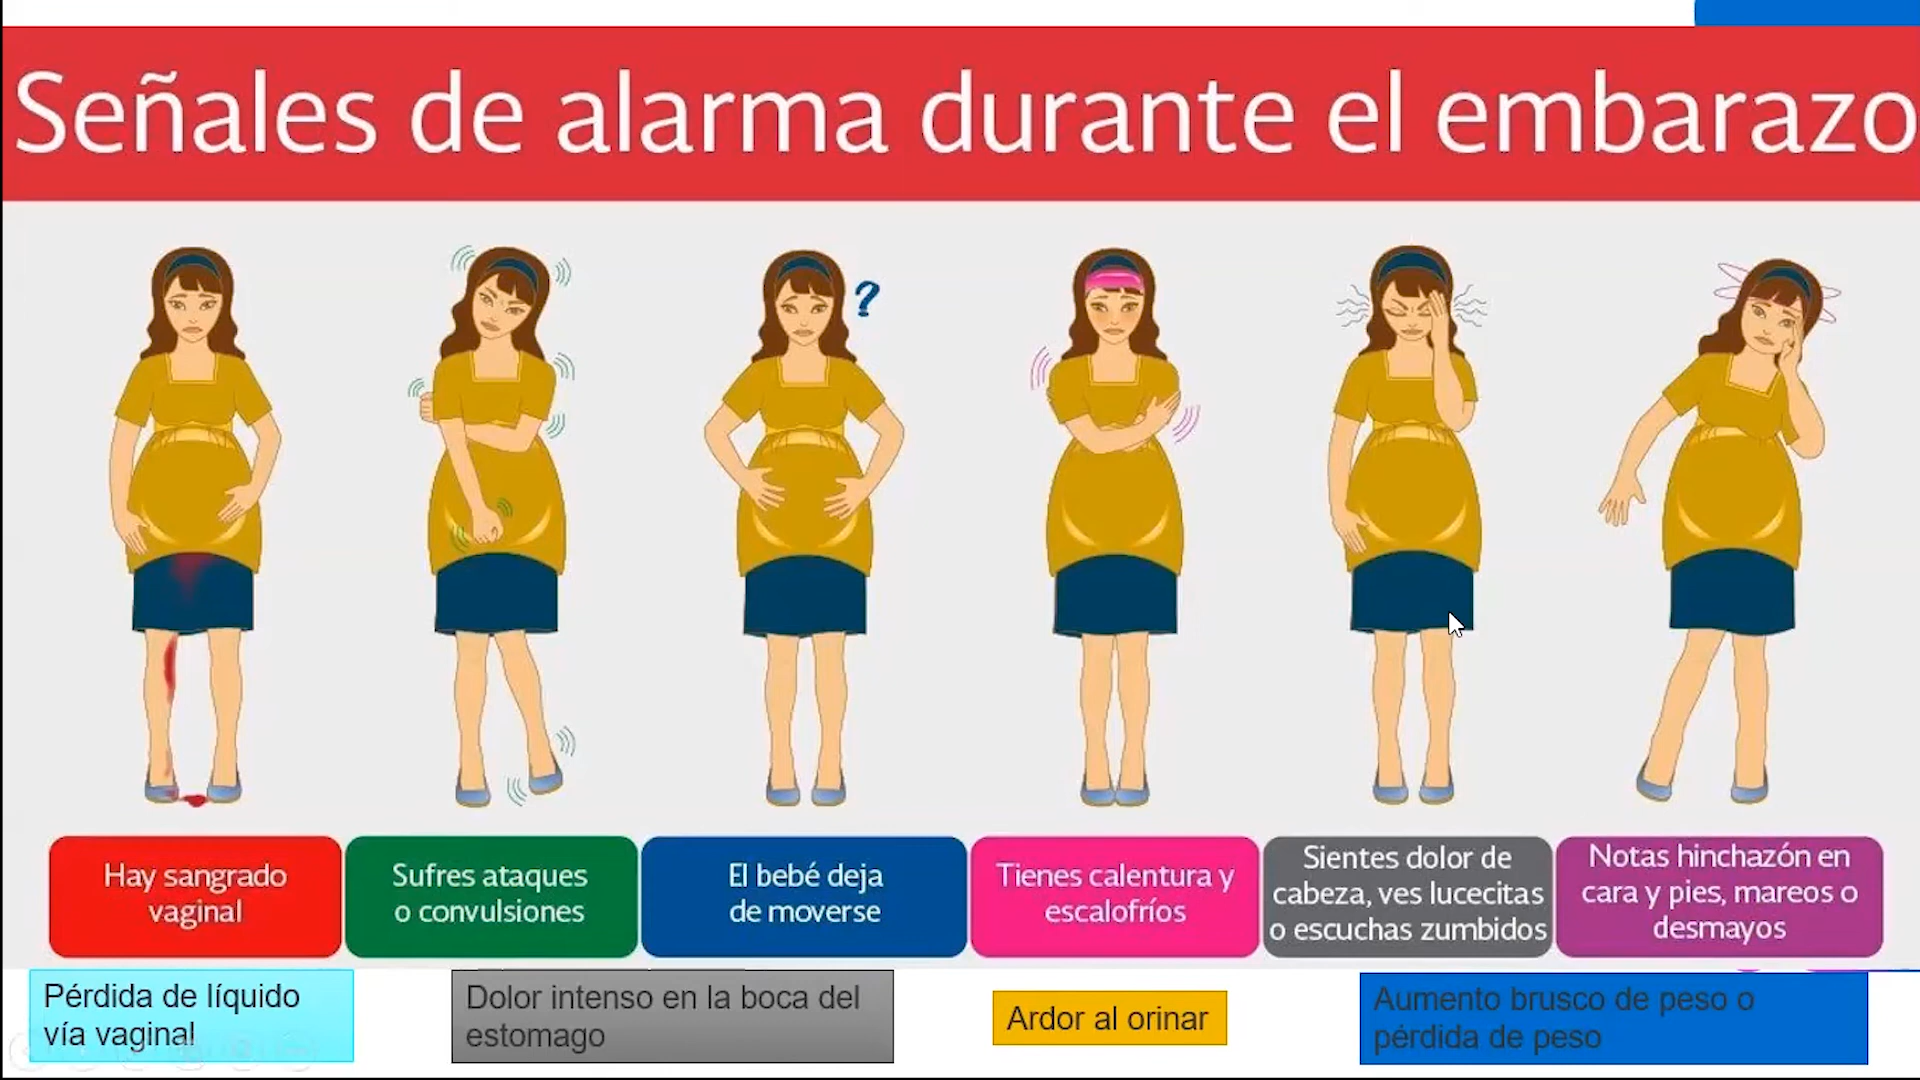 Señales de alarma durante el embarazo
?
Hay sangrado
vaginal
Sufres ataques
o convulsiones
El bebé deja
de moverse
Tienes calentura y
escalofríos
Sientes dolor de
cabeza, ves lucecitas
o escuchas zumbidos
Notas hinchazón en
cara y pies, mareos o
desmayos
Pérdida de líquido
vía vaginal
Dolor intenso en la boca del
estomago
Ardor al orinar
Aumento brusco de peso o
pérdida de peso